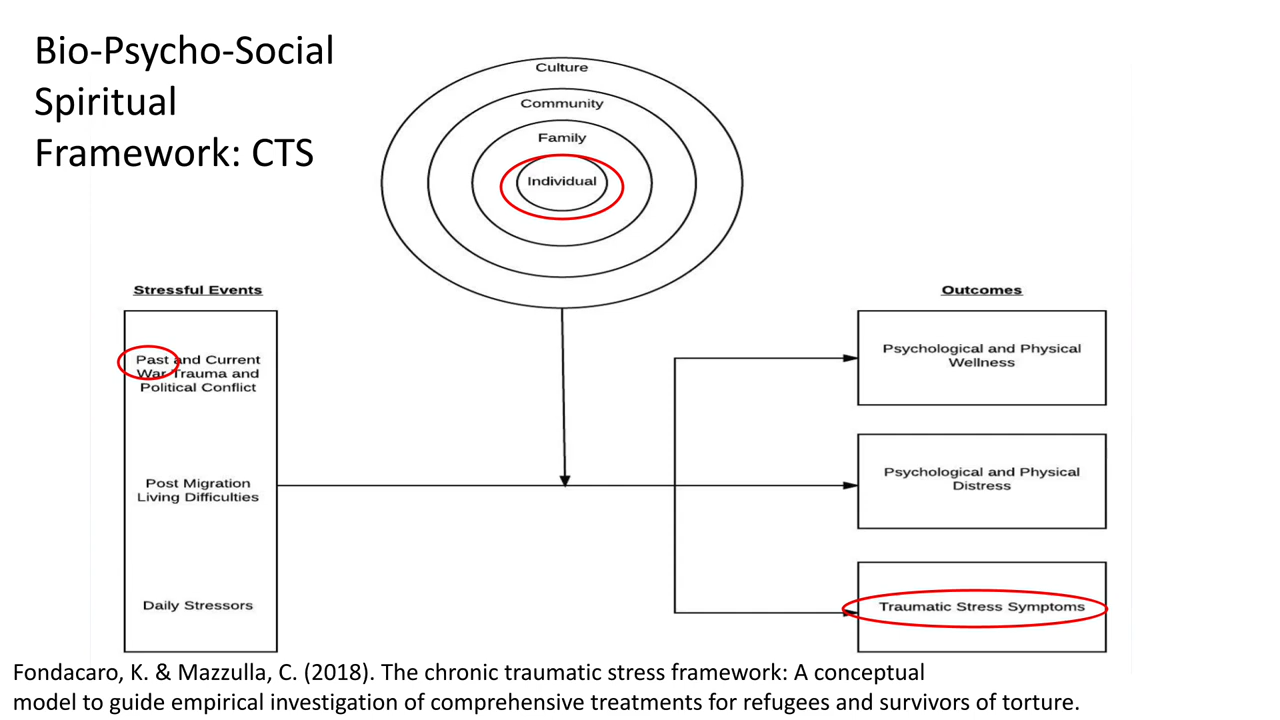 Bio-Psycho-Social
Spiritual
Framework: CTS
Culture
Community
Family
Individual
Stressful Events
Past and Current
War Trauma and
Political Conflict
Post Migration
Living Difficulties
Daily Stressors
Outcomes
Psychological and Physical
Wellness
Psychological and Physical
Distress
Traumatic Stress Symptoms
Fondacaro, K. & Mazzulla, C. (2018). The chronic traumatic stress framework: A conceptual
model to guide empirical investigation of comprehensive treatments for refugees and survivors of torture.